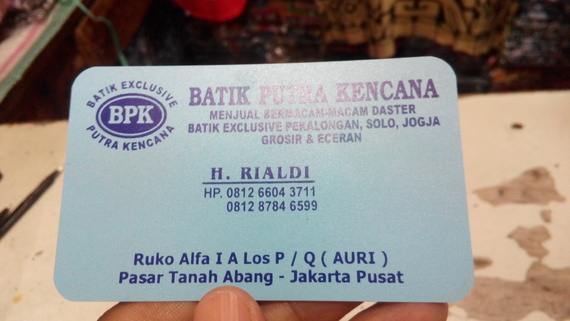 BATIK EXCLUSIVE
BPK
PUTRA KENCANA
BATIK PUTRA KENCANA
MENJUAL BERMACAM-MACAM DASTER
BATIK EXCLUSIVE PEKALONGAN, SOLO, JOGJA
GROSIR & ECERAN
H. RIALDI
HP. 0812 6604 3711
0812 8784 6599
Ruko Alfa I A Los P / Q ( AURI )
Pasar Tanah Abang - Jakarta Pusat